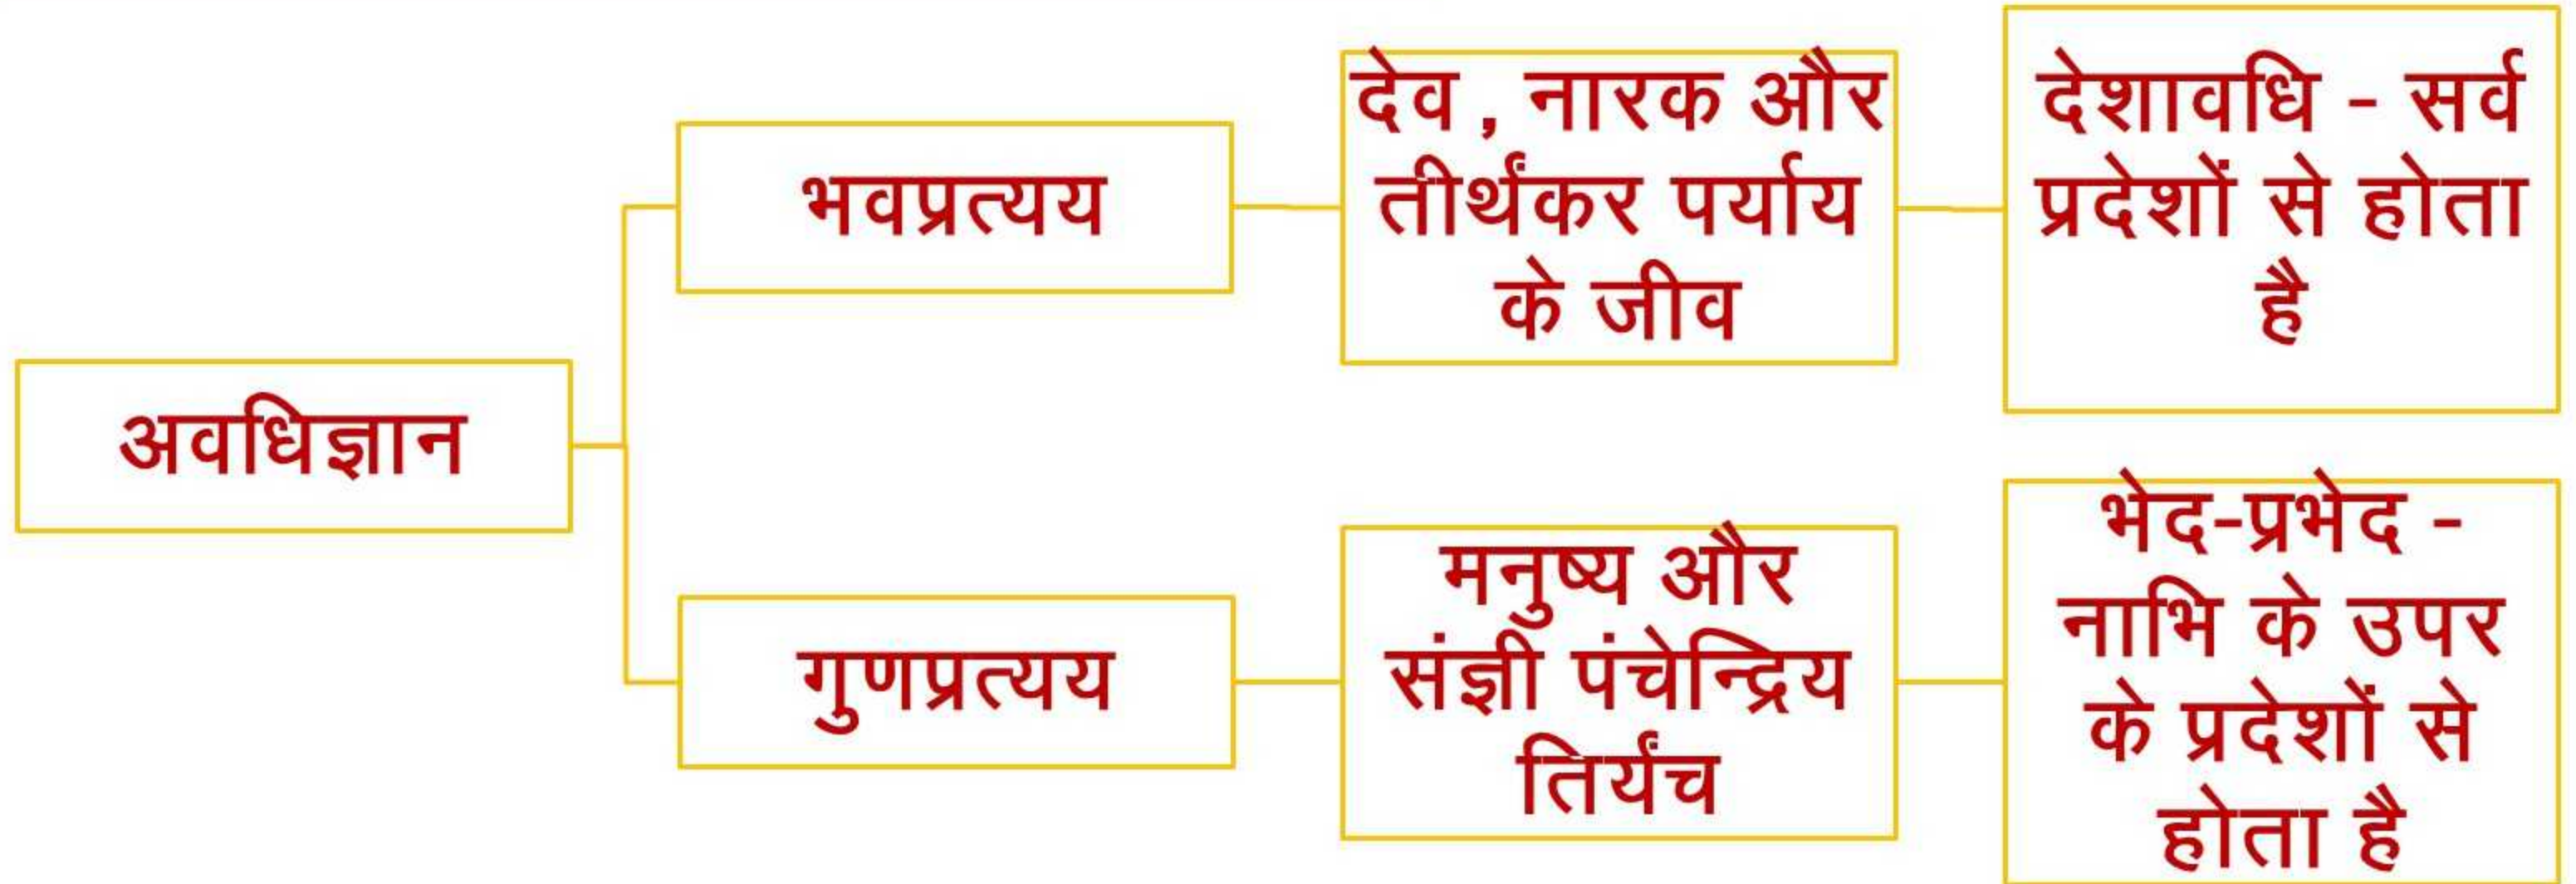 अवधिज्ञान
भवप्रत्यय
देव , नारक और
तीर्थंकर पर्याय
के जीव
देशावधि - सर्व
प्रदेशों से होता
है
गुणप्रत्यय
मनुष्य और
संज्ञी पंचेन्द्रिय
तिर्यंच
भेद-प्रभेद -
नाभि के उपर
के प्रदेशों से
होता है